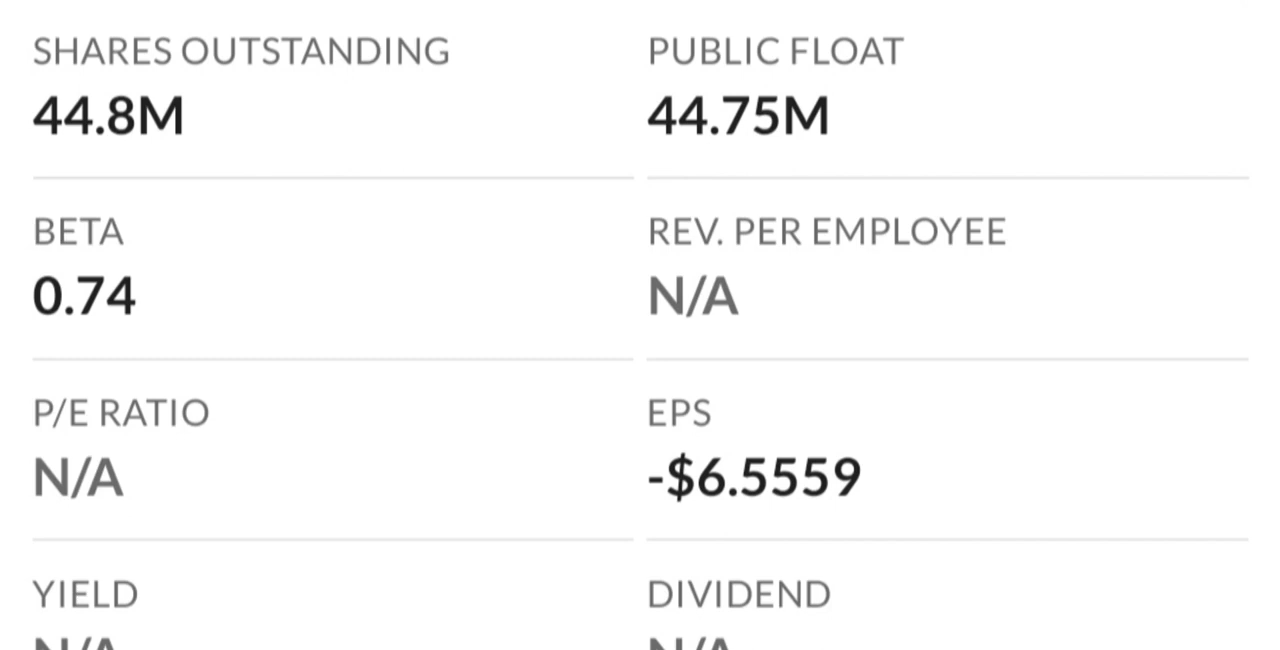 SHARES OUTSTANDING
44.8M
PUBLIC FLOAT
44.75M
BETA
0.74
REV. PER EMPLOYEE
N/A
P/E RATIO
N/A
EPS
-$6.5559
YIELD
N/A
DIVIDEND
N/A